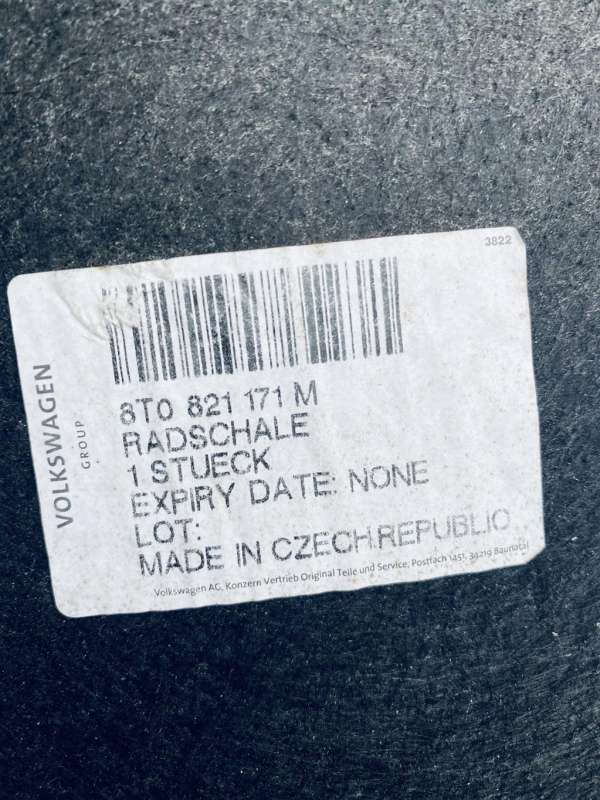 3822
VOLKSWAGEN
GROUP
8T0 821 171 M
RADSCHALE
1 STUECK
EXPIRY DATE: NONE
LOT:
MADE IN CZECH.REPUBLIC
Volkswagen AG, Konzern Vertrieb Original Teile und Service, Postfach 1451, 34219 Baunatal